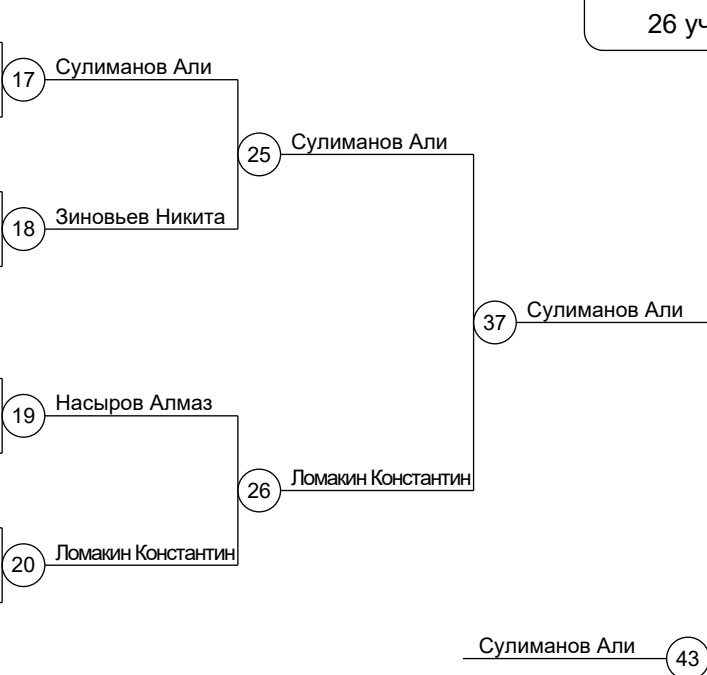 26 уч
17 Сулиманов Али
25 Сулиманов Али
18 Зиновьев Никита
37 Сулиманов Али
19 Насыров Алмаз
26 Ломакин Константин
20 Ломакин Константин
Сулиманов Али 43